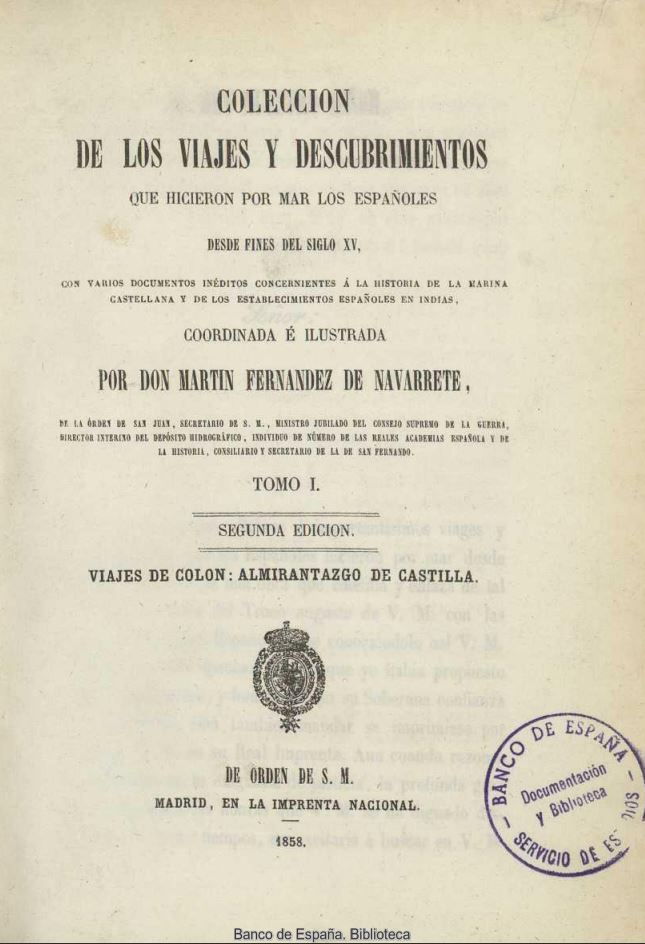 COLECCION
DE LOS VIAJES Y DESCUBRIMIENTOS
QUE HICIERON POR MAR LOS ESPAÑOLES
DESDE FINES DEL SIGLO XV,
CON VARIOS DOCUMENTOS INÉDITOS CONCERNIENTES Á LA HISTORIA DE LA MARINA
CASTELLANA Y DE LOS ESTABLECIMIENTOS ESPAÑOLES EN INDIAS,
COORDINADA É ILUSTRADA
POR DON MARTIN FERNANDEZ DE NAVARRETE,
DE LA ÓRDEN DE SAN JUAN, SECRETARIO DE S. M., MINISTRO JUBILADO DEL CONSEJO SUPREMO DE LA GUERRA,
DIRECTOR INTERINO DEL DEPÓSITO HIDROGRÁFICO, INDIVIDUO DE NÚMERO DE LAS REALES ACADEMIAS ESPAÑOLA Y DE
LA HISTORIA, CONSILIARIO Y SECRETARIO DE LA DE SAN FERNANDO.
TOMO I.
SEGUNDA EDICION.
VIAJES DE COLON: ALMIRANTAZGO DE CASTILLA.
DE ÓRDEN DE S. M.
MADRID, EN LA IMPRENTA NACIONAL.
1858.
- BANCO DE ESPAÑA -
Documentación
y Biblioteca
SERVICIO DE ES
Banco de España. Biblioteca